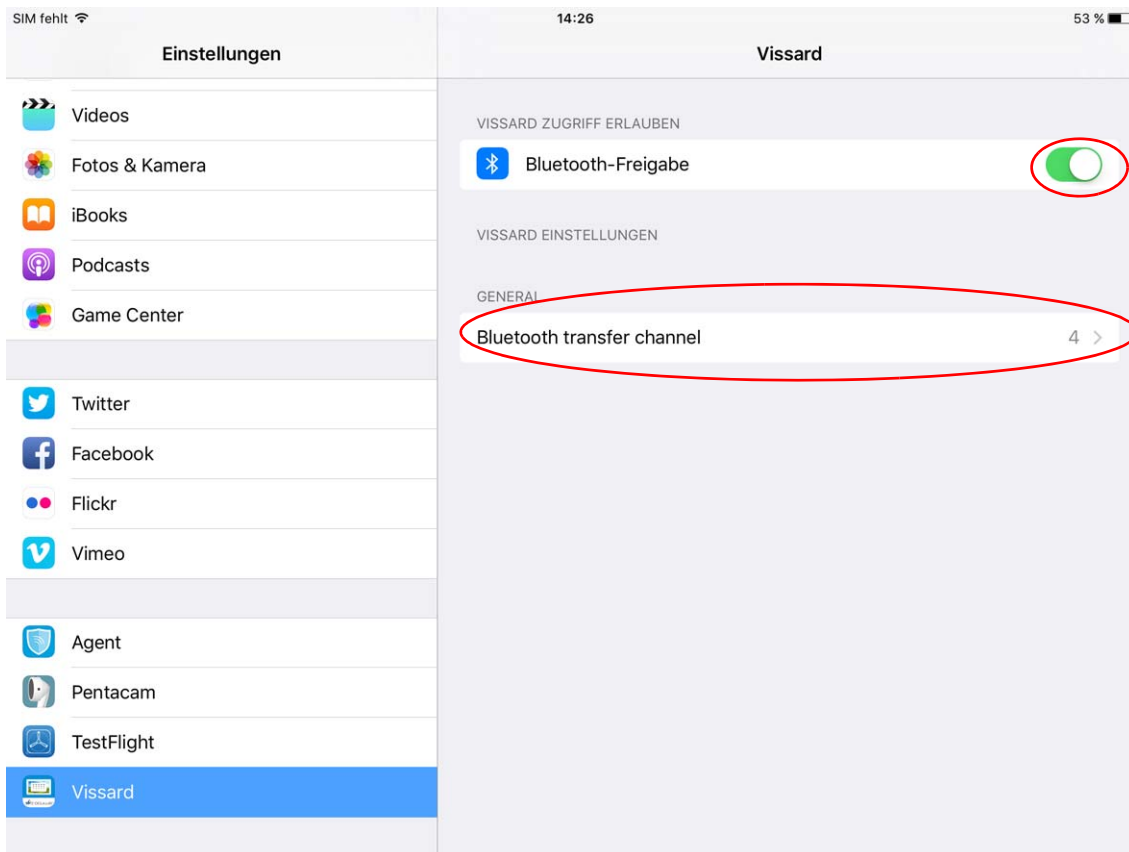 SIM fehlt 14:26 53 %
Einstellungen
Vissard
Videos
Fotos & Kamera
iBooks
Podcasts
Game Center
Twitter
Facebook
Flickr
Vimeo
Agent
Pentacam
TestFlight
Vissard
VISSARD ZUGRIFF ERLAUBEN
Bluetooth-Freigabe
VISSARD EINSTELLUNGEN
GENERAL
Bluetooth transfer channel 4